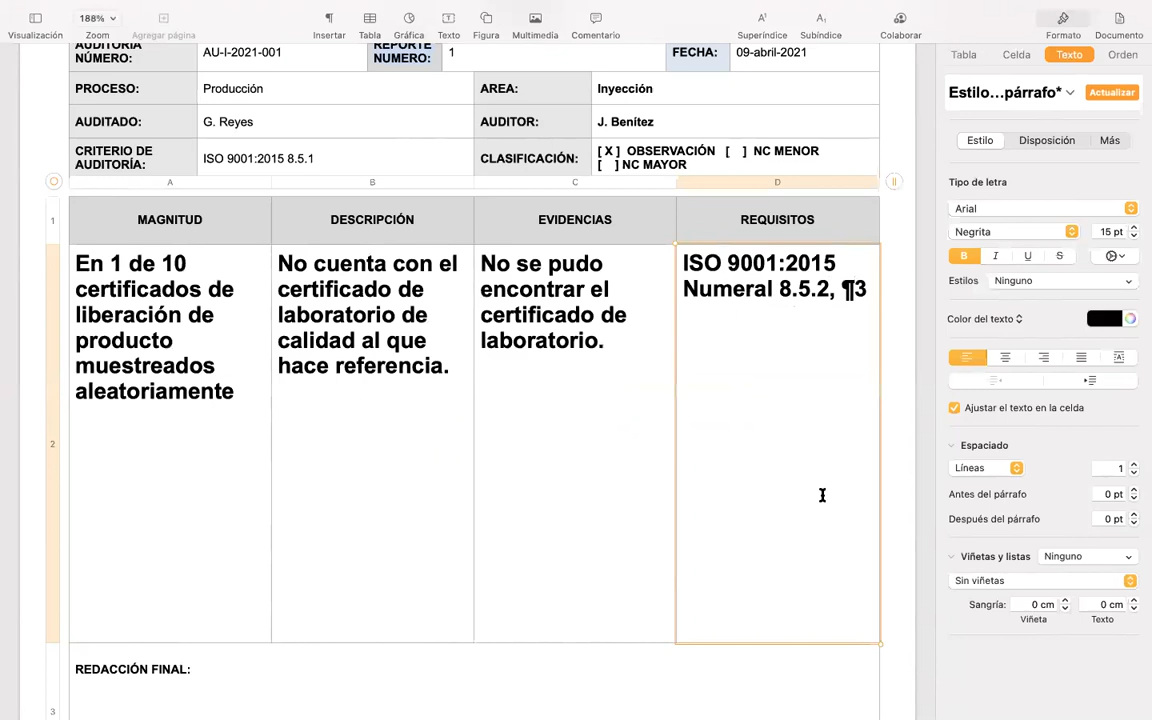 188%
Visualización Zoom Agregar página Insertar Tabla Gráfica Texto Figura Multimedia Comentario Superíndice Subíndice Colaborar Formato Documento
AUDITORÍA NÚMERO: AU-I-2021-001 REPORTE NÚMERO: 1 FECHA: 09-abril-2021
PROCESO: Producción AREA: Inyección
AUDITADO: G. Reyes AUDITOR: J. Benítez
CRITERIO DE AUDITORÍA: ISO 9001:2015 8.5.1 CLASIFICACIÓN: [ X ] OBSERVACIÓN [ ] NC MENOR
[ ] NC MAYOR
A B C D
1 MAGNITUD DESCRIPCIÓN EVIDENCIAS REQUISITOS
2
En 1 de 10
certificados de
liberación de
producto
muestreados
aleatoriamente
No cuenta con el
certificado de
laboratorio de
calidad al que
hace referencia.
No se pudo
encontrar el
certificado de
laboratorio.
ISO 9001:2015
Numeral 8.5.2, ¶3
3
REDACCIÓN FINAL:
Tabla Celda Texto Orden
Estilo...párrafo* Actualizar
Estilo Disposición Más
Tipo de letra
Arial
Negrita 15 pt
B I U S
Estilos Ninguno
Color del texto
Ajustar el texto en la celda
Espaciado
Líneas 1
Antes del párrafo 0 pt
Después del párrafo 0 pt
Viñetas y listas Ninguno
Sin viñetas
Sangría: 0 cm 0 cm
Viñeta Texto